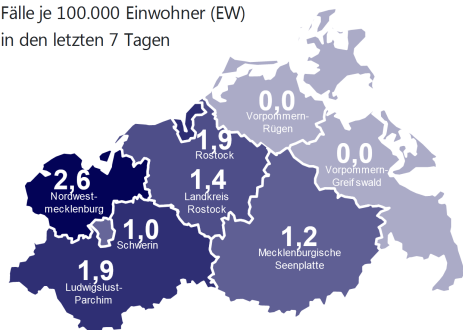 Fälle je 100.000 Einwohner (EW)
in den letzten 7 Tagen
0,0
Vorpommern-
Rügen
1,9
Rostock
0,0
Vorpommern-
Greifswald
2,6
Nordwest-
mecklenburg
1,4
Landkreis
Rostock
1,0
Schwerin
1,2
Mecklenburgische
Seenplatte
1,9
Ludwigslust-
Parchim